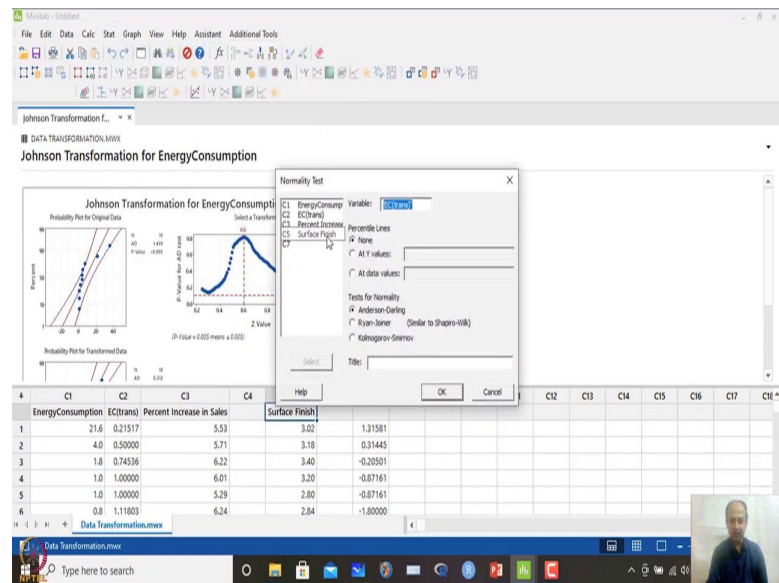 Minitab - Untitled
File Edit Data Calc Stat Graph View Help Assistant Additional Tools
Johnson Transformation f...
DATA TRANSFORMATION.MWX
Johnson Transformation for EnergyConsumption
Johnson Transformation for EnergyConsumpti
Probability Plot for Original Data
Select a Transform
Percent
P-Value for AD test
Z Value
(P-Value = 0.005 means ≤ 0.005)
Probability Plot for Transformed Data
Normality Test
C1 EnergyConsump
C2 EC(trans)
C3 Percent Increase
C5 Surface Finish
C7
Variable: 'EC(trans)'
Percentile Lines
None
At Y values:
At data values:
Tests for Normality
Anderson-Darling
Ryan-Joiner (Similar to Shapiro-Wilk)
Kolmogorov-Smirnov
Select
Title:
Help OK Cancel
C1 C2 C3 C4 C12 C13 C14 C15 C16 C17 C18
EnergyConsumption EC(trans) Percent Increase in Sales Surface Finish
1 21.6 0.21517 5.53 3.02 1.31581
2 4.0 0.50000 5.71 3.18 0.31445
3 1.8 0.74536 6.22 3.40 -0.20501
4 1.0 1.00000 6.01 3.20 -0.87161
5 1.0 1.00000 5.29 2.80 -0.87161
6 0.8 1.11803 6.24 2.84 -1.80000
Data Transformation.mwx
Data Transformation.mwx
Type here to search
NPTEL